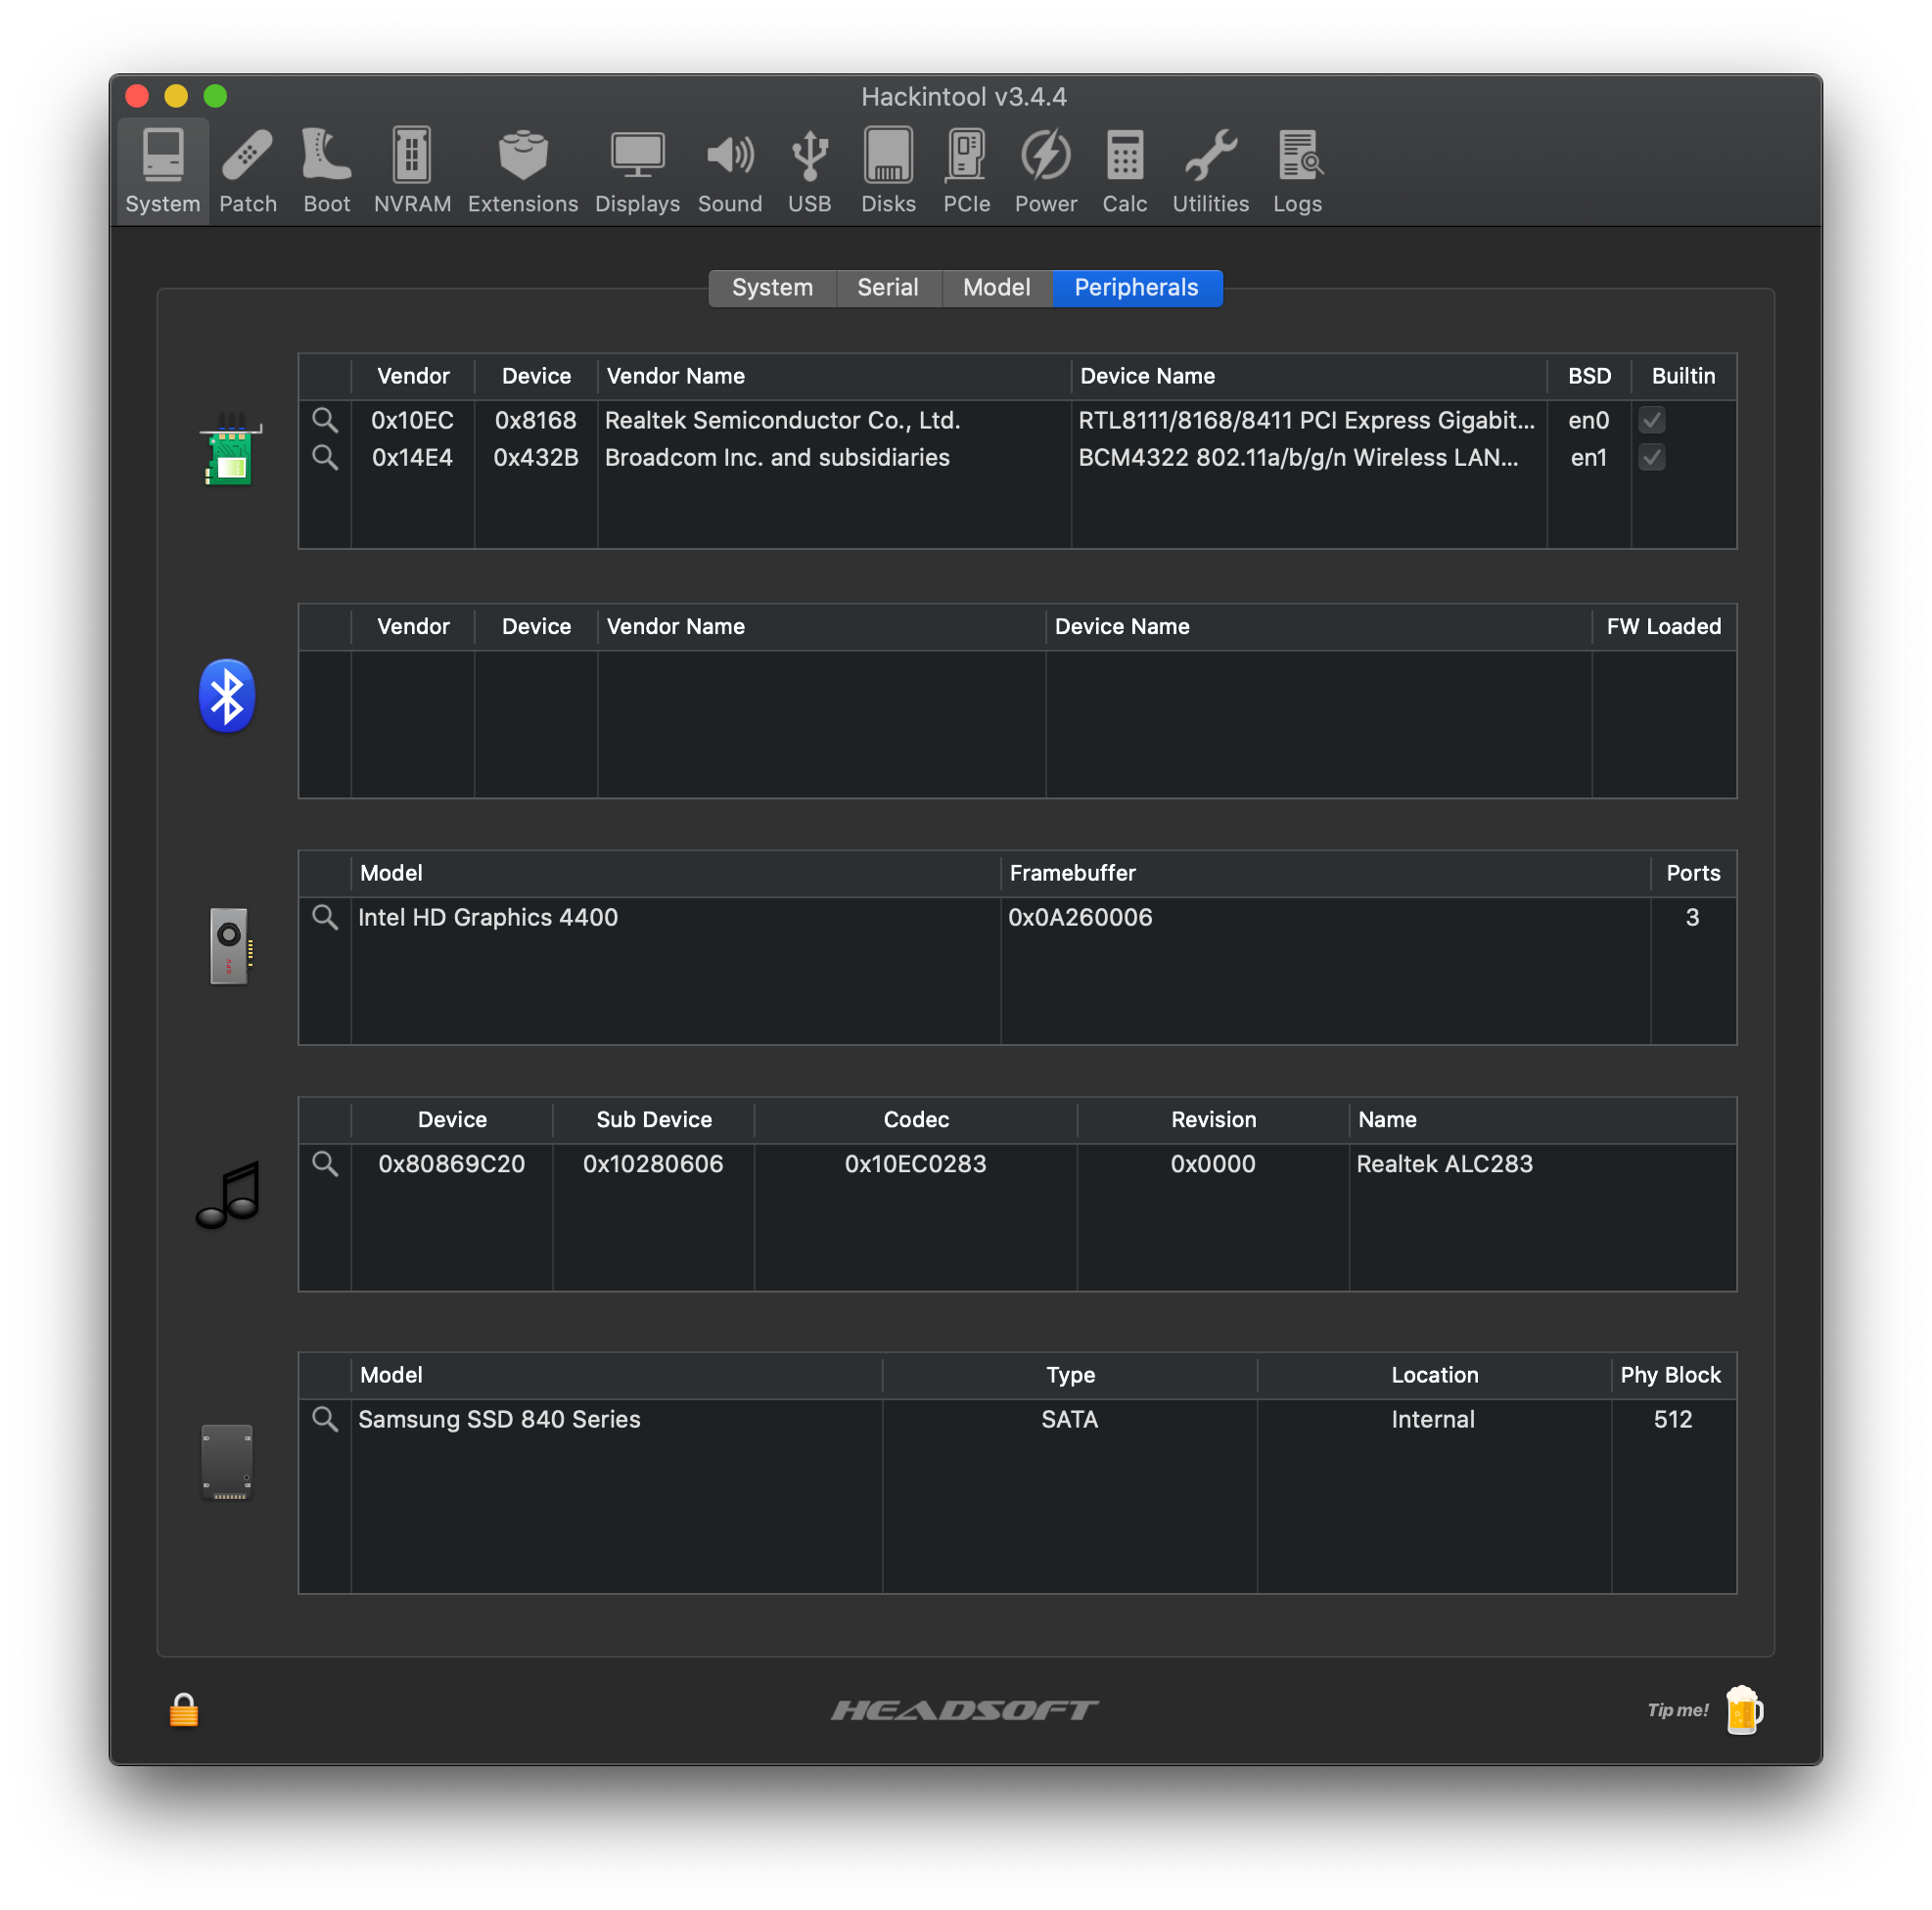 Hackintool v3.4.4
System Patch Boot NVRAM Extensions Displays Sound USB Disks PCIe Power Calc Utilities Logs
System Serial Model Peripherals
Vendor Device Vendor Name Device Name BSD Builtin
0x10EC 0x8168 Realtek Semiconductor Co., Ltd. RTL8111/8168/8411 PCI Express Gigabit... en0
0x14E4 0x432B Broadcom Inc. and subsidiaries BCM4322 802.11a/b/g/n Wireless LAN... en1
Vendor Device Vendor Name Device Name FW Loaded
Model Framebuffer Ports
Intel HD Graphics 4400 0x0A260006 3
Device Sub Device Codec Revision Name
0x80869C20 0x10280606 0x10EC0283 0x0000 Realtek ALC283
Model Type Location Phy Block
Samsung SSD 840 Series SATA Internal 512
HEADSOFT
Tip me!